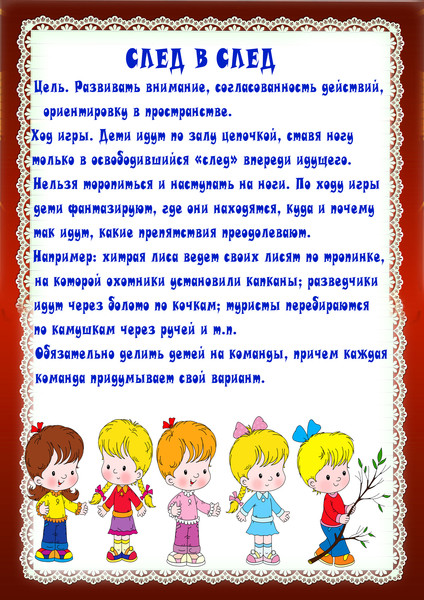 СЛЕД В СЛЕД
Цель. Развивать внимание, согласованность действий,
ориентировку в пространстве.
Ход игры. Дети идут по залу цепочкой, ставя ногу
только в освободившийся «след» впереди идущего.
Нельзя торопиться и наступать на ноги. По ходу игры
дети фантазируют, где они находятся, куда и почему
так идут, какие препятствия преодолевают.
Например: хитрая лиса ведет своих лисят по тропинке,
на которой охотники установили капканы; разведчики
идут через болото по кочкам; туристы перебираются
по камушкам через ручей и т.п.
Обязательно делить детей на команды, причем каждая
команда придумывает свой вариант.